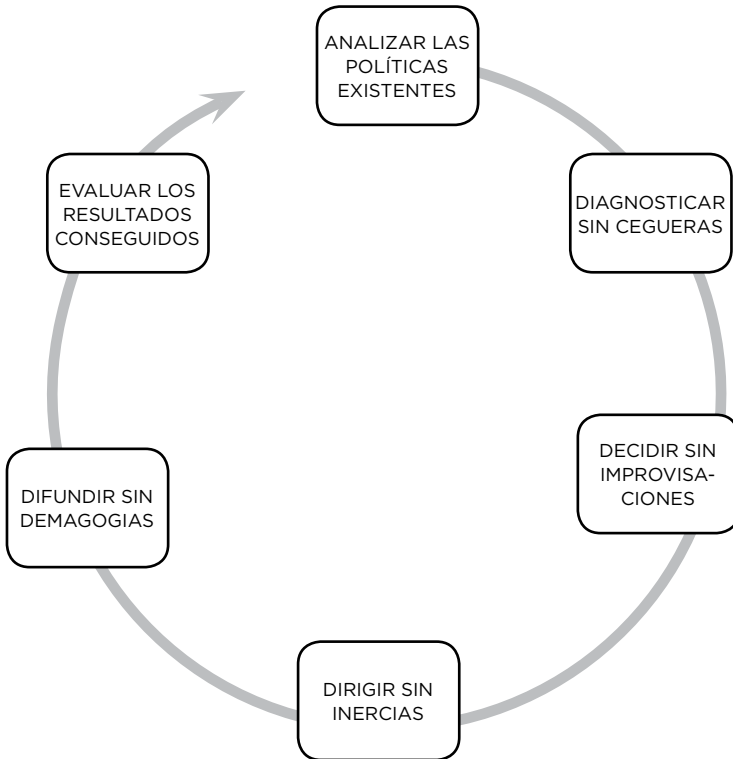 ANALIZAR LAS
POLÍTICAS
EXISTENTES
DIAGNOSTICAR
SIN CEGUERAS
DECIDIR SIN
IMPROVISA-
CIONES
DIRIGIR SIN
INERCIAS
DIFUNDIR SIN
DEMAGOGIAS
EVALUAR LOS
RESULTADOS
CONSEGUIDOS